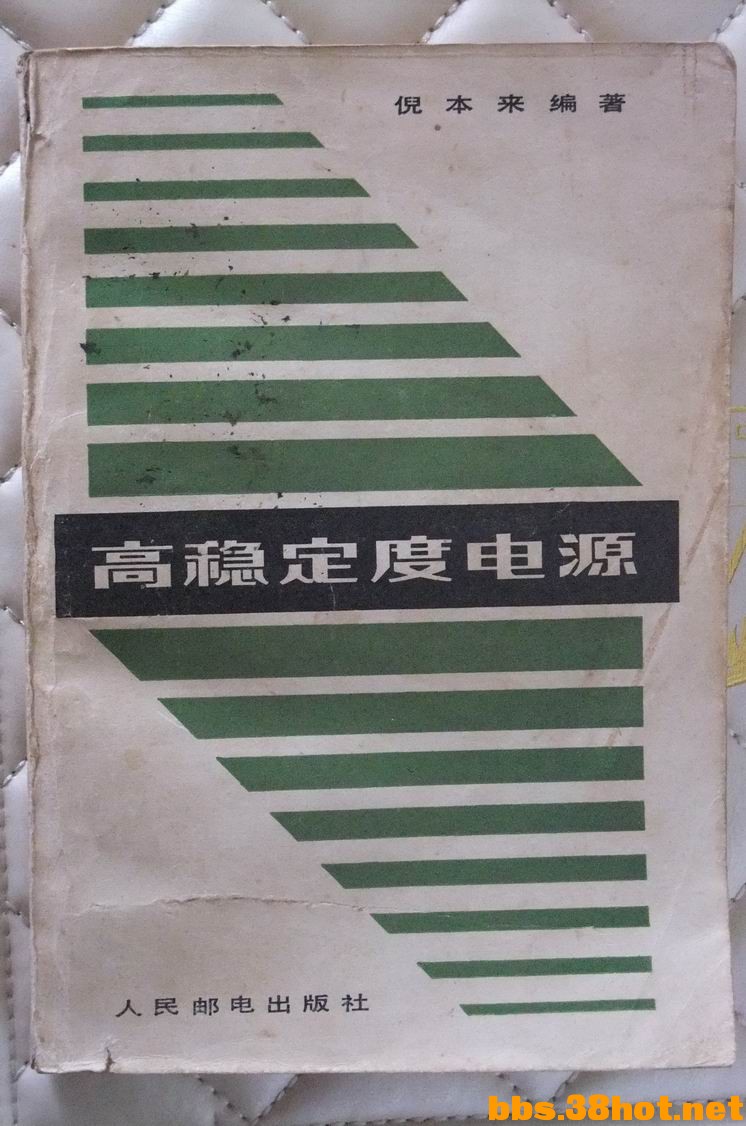 倪本来编著
高稳定度电源
人民邮电出版社
bbs.38hot.net